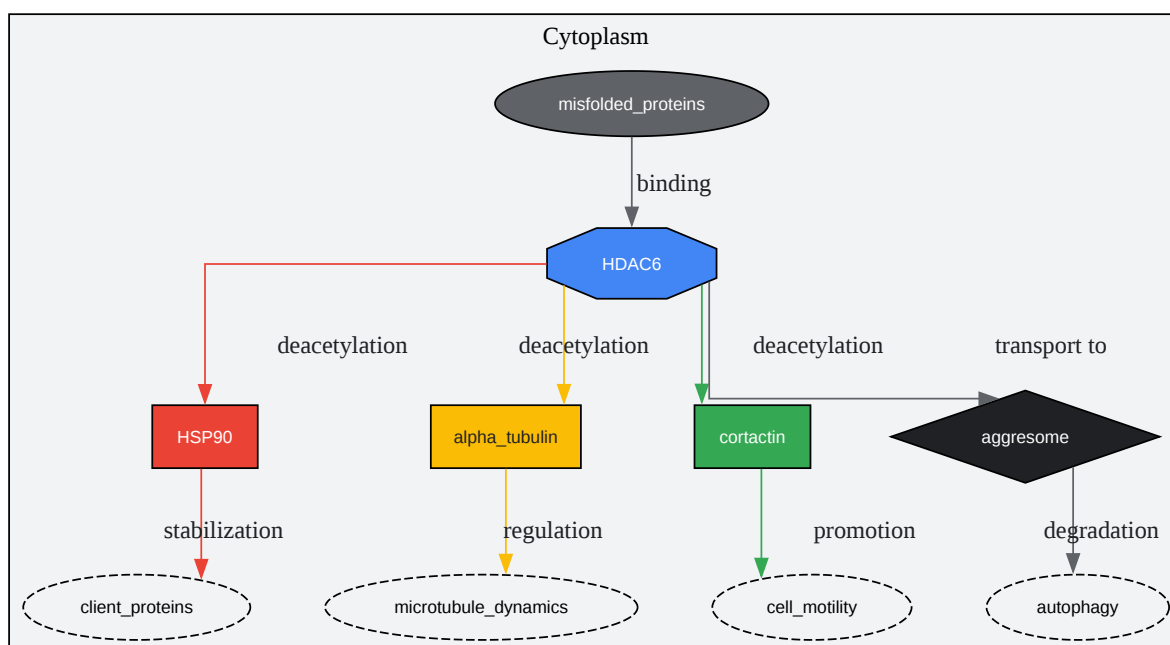 Cytoplasm
misfolded_proteins
binding
HDAC6
deacetylation
deacetylation
deacetylation
transport to
HSP90
alpha_tubulin
cortactin
aggresome
stabilization
regulation
promotion
degradation
client_proteins
microtubule_dynamics
cell_motility
autophagy